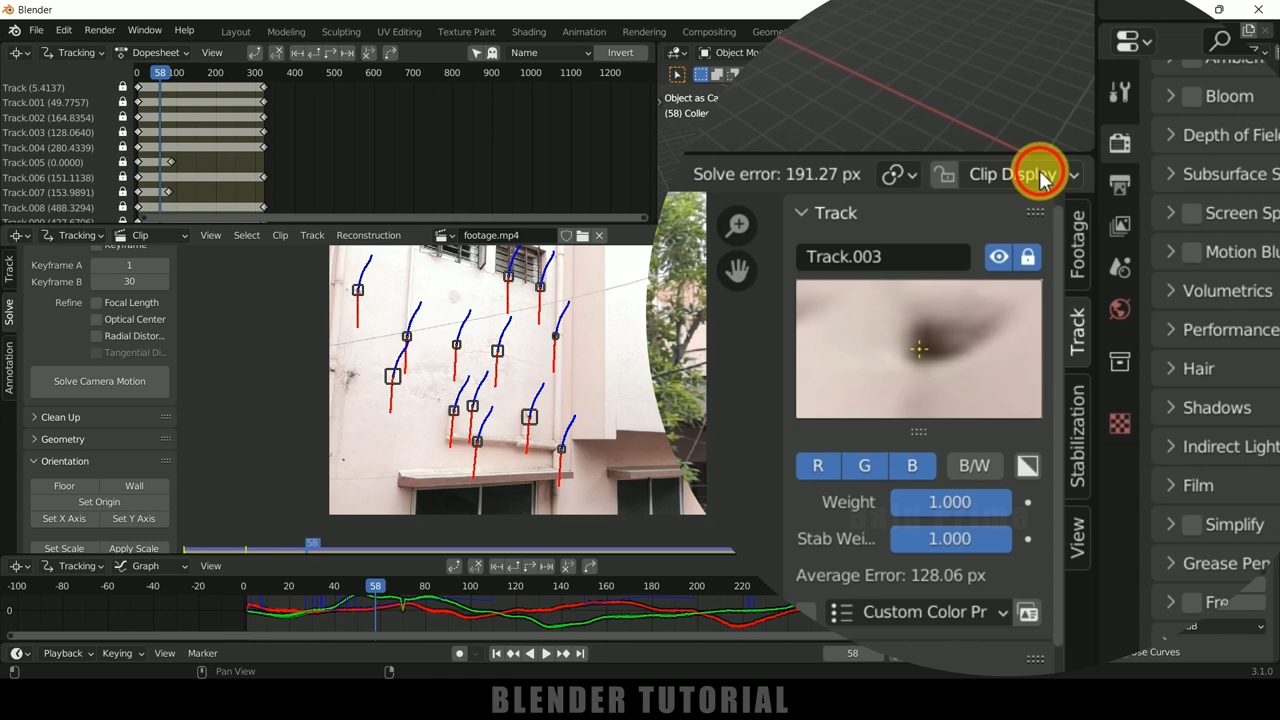 Blender
File Edit Render Window Help
Layout Modeling Sculpting UV Editing Texture Paint Shading Animation Rendering Compositing
Tracking Dopesheet View Name Invert
Object Mo
0 58 100 200 300 400 500 600 700 800 900 1000 1100 1200
Track (5.4137)
Track.001 (49.7757)
Track.002 (164.8354)
Track.003 (128.0640)
Track.004 (280.4339)
Track.005 (0.0000)
Track.006 (151.1138)
Track.007 (153.9891)
Track.008 (488.3294)
Object as Ca
(58) Collec
Solve error: 191.27 px Clip Display
Tracking Clip View Select Clip Track Reconstruction footage.mp4
Track
Solve
Annotation
Keyframe
Keyframe A 1
Keyframe B 30
Refine Focal Length
Optical Center
Radial Distor...
Tangential Di...
Solve Camera Motion
Clean Up
Geometry
Orientation
Floor Wall
Set Origin
Set X Axis Set Y Axis
Set Scale Apply Scale
58
Track
Track.003
R G B B/W
Weight 1.000
Stab Wei... 1.000
Average Error: 128.06 px
Custom Color Pr
Footage
Track
Stabilization
View
Bloom
Depth of Field
Subsurface S
Screen Sp
Motion Blu
Volumetrics
Performance
Hair
Shadows
Indirect Light
Film
Simplify
Grease Pen
Tracking Graph View
-100 -80 -60 -40 -20 0 20 40 58 80 100 120 140 160 180 200 220
0
Playback Keying View Marker 58
Pan View
3.1.0
BLENDER TUTORIAL